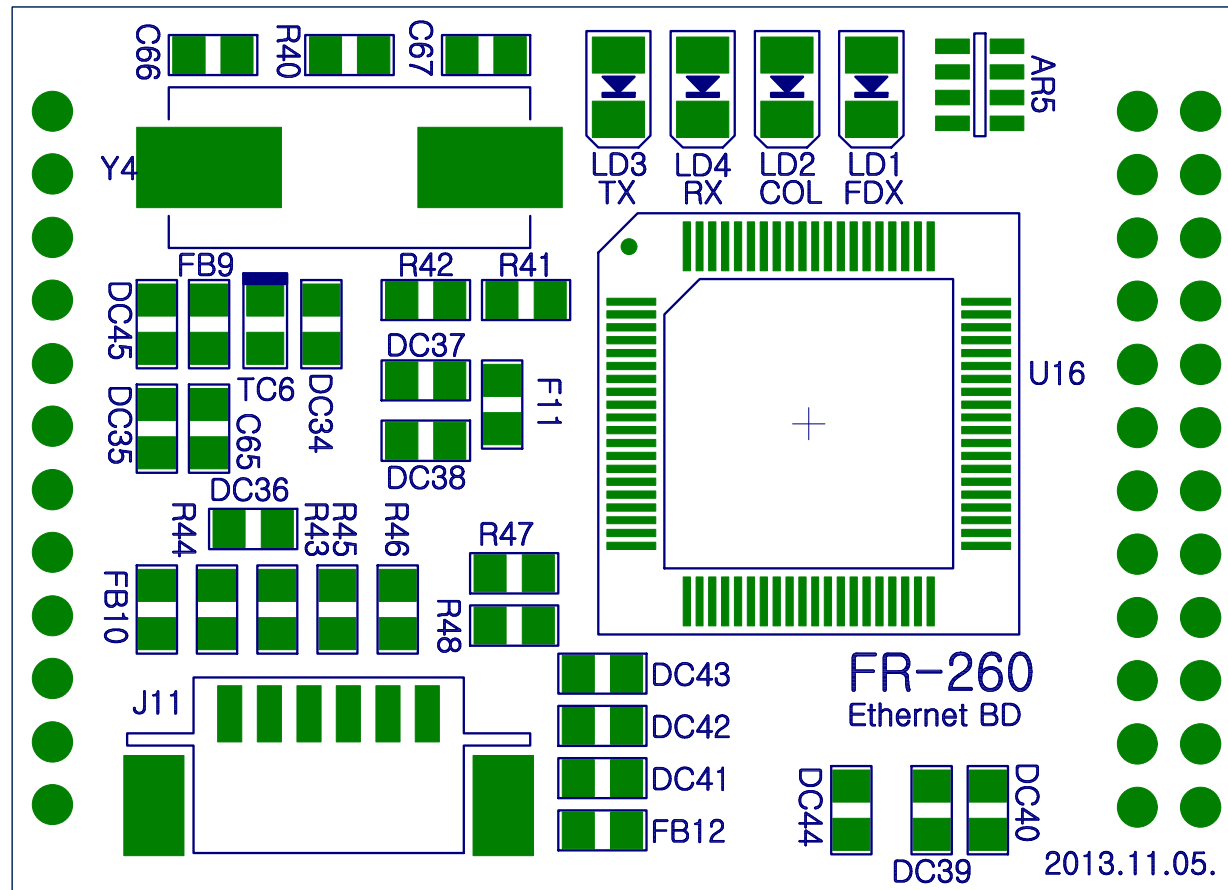 C66
R40
C67
AR5
Y4
LD3
TX
LD4
RX
LD2
COL
LD1
FDX
FB9
R42
R41
DC45
DC37
TC6
DC34
F11
U16
DC35
C65
DC38
DC36
R44
R43
R45
R46
R47
FB10
R48
J11
DC43
FR-260
Ethernet BD
DC42
DC41
FB12
DC44
DC39
DC40
2013.11.05.